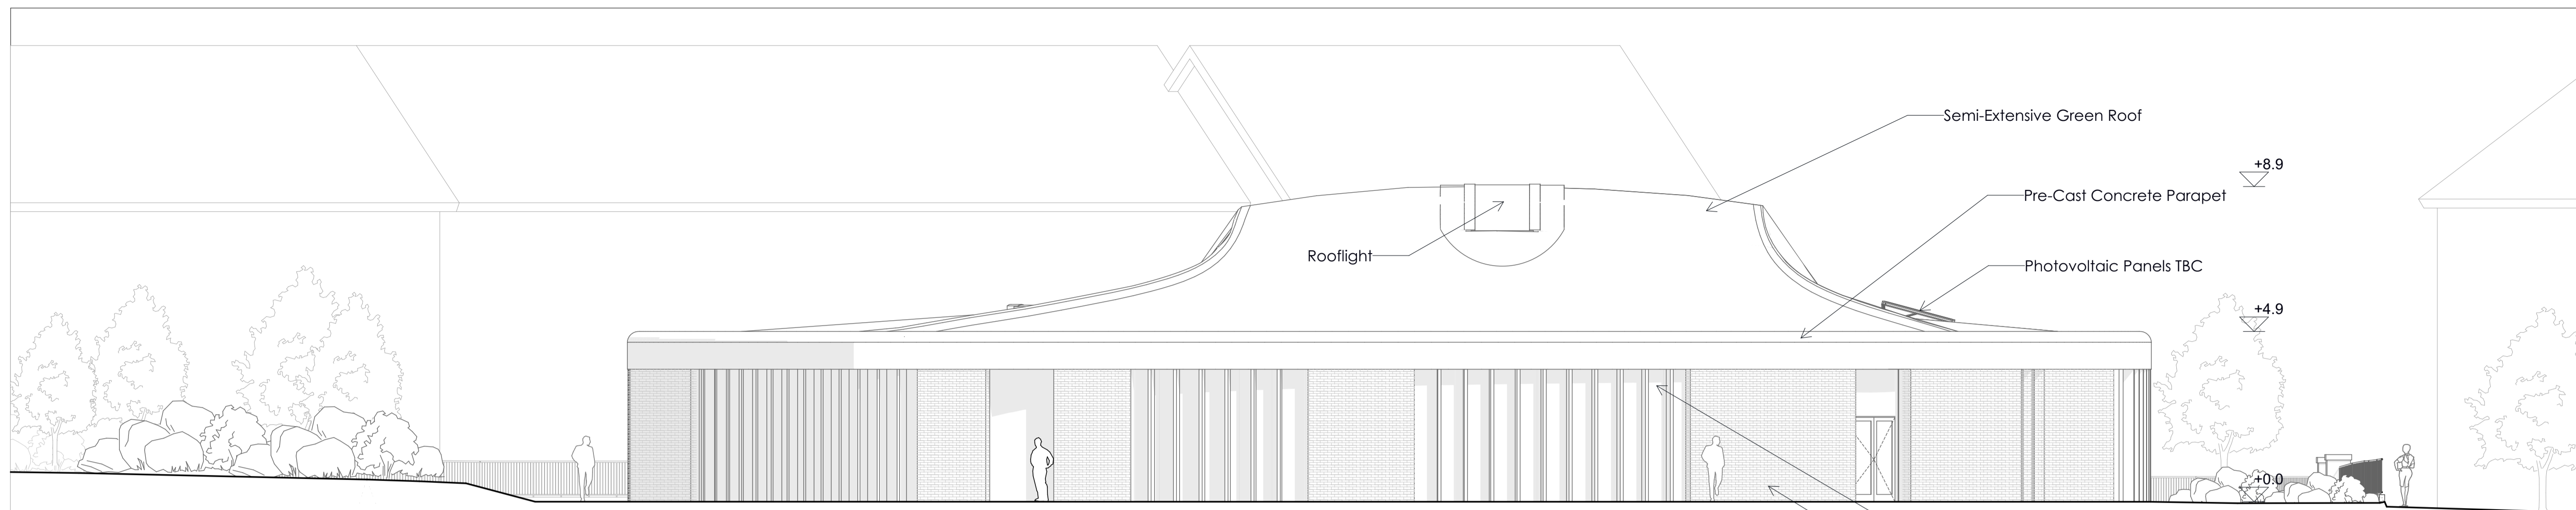 Semi-Extensive Green Roof
+8.9
Pre-Cast Concrete Parapet
Rooflight
Photovoltaic Panels TBC
+4.9
+0.0